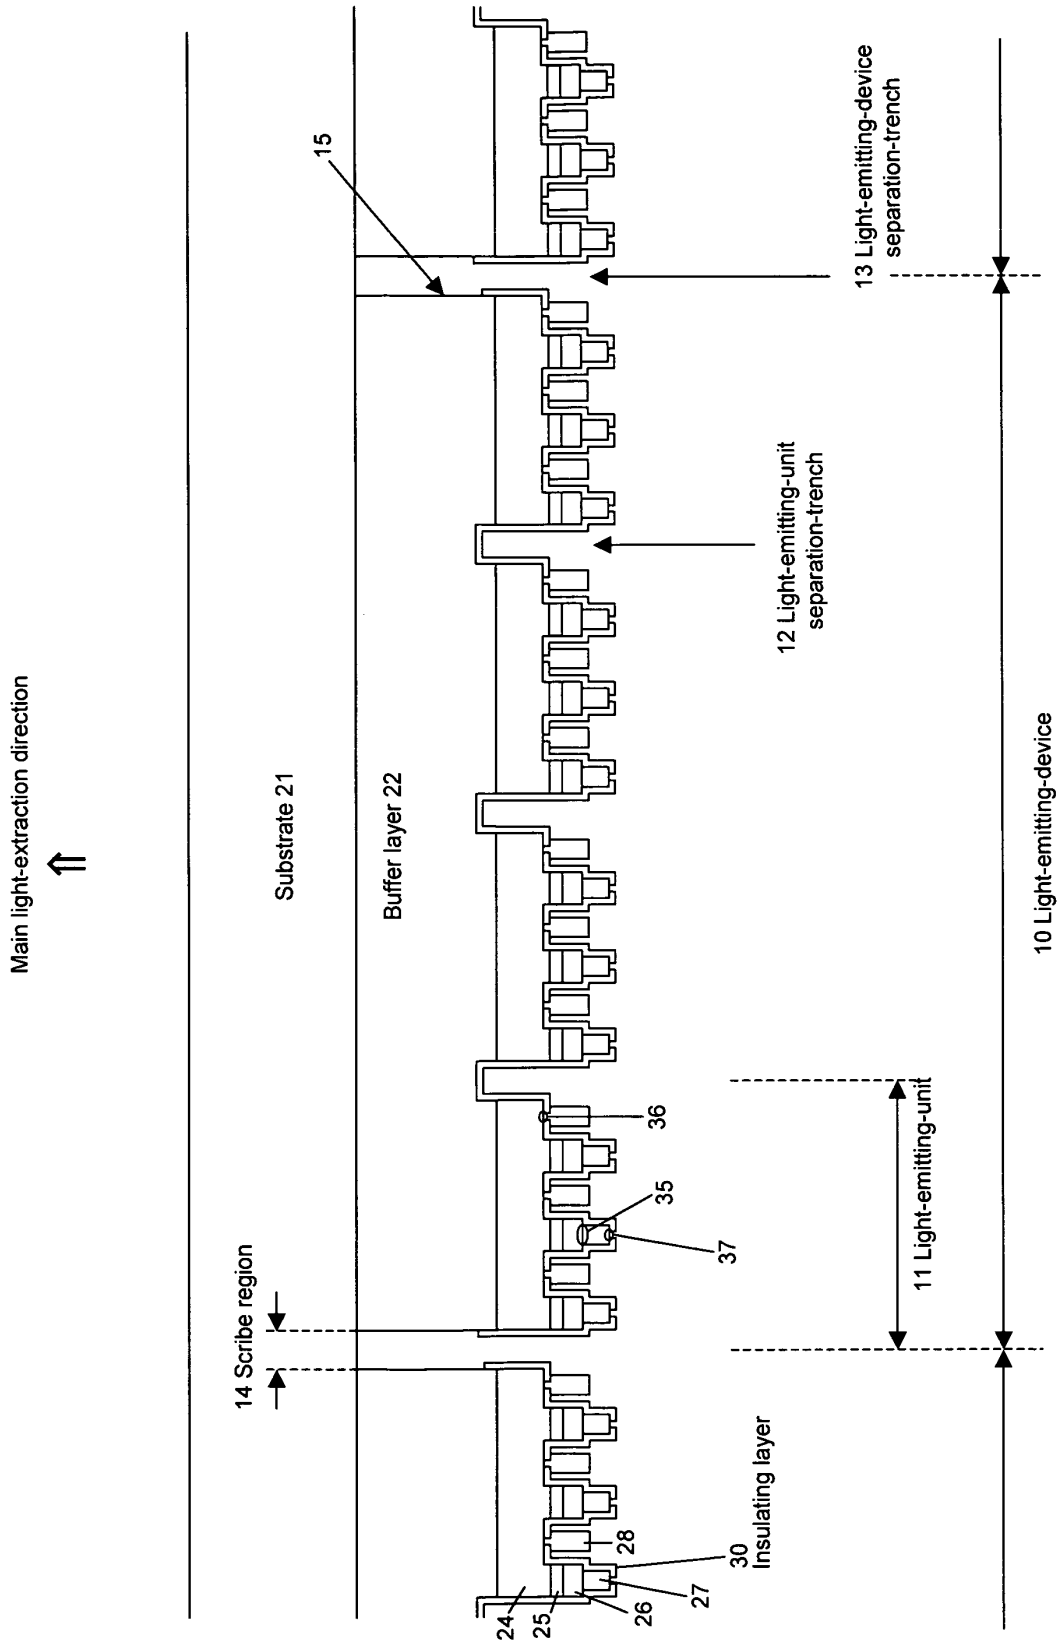 Main light-extraction direction
⇑
14 Scribe region
Substrate 21
15
Buffer layer 22
24
25
26
27
28
30
Insulating layer
35
36
37
12 Light-emitting-unit
separation-trench
13 Light-emitting-device
separation-trench
11 Light-emitting-unit
10 Light-emitting-device